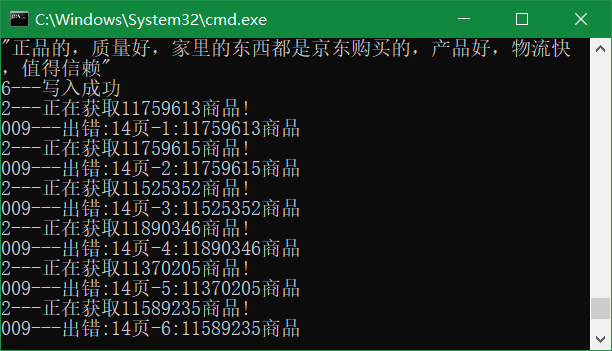 C:\Windows\System32\cmd.exe
"正品的，质量好，家里的东西都是京东购买的，产品好，物流快
，值得信赖"
6---写入成功
2---正在获取11759613商品!
009---出错:14页-1:11759613商品
2---正在获取11759615商品!
009---出错:14页-2:11759615商品
2---正在获取11525352商品!
009---出错:14页-3:11525352商品
2---正在获取11890346商品!
009---出错:14页-4:11890346商品
2---正在获取11370205商品!
009---出错:14页-5:11370205商品
2---正在获取11589235商品!
009---出错:14页-6:11589235商品